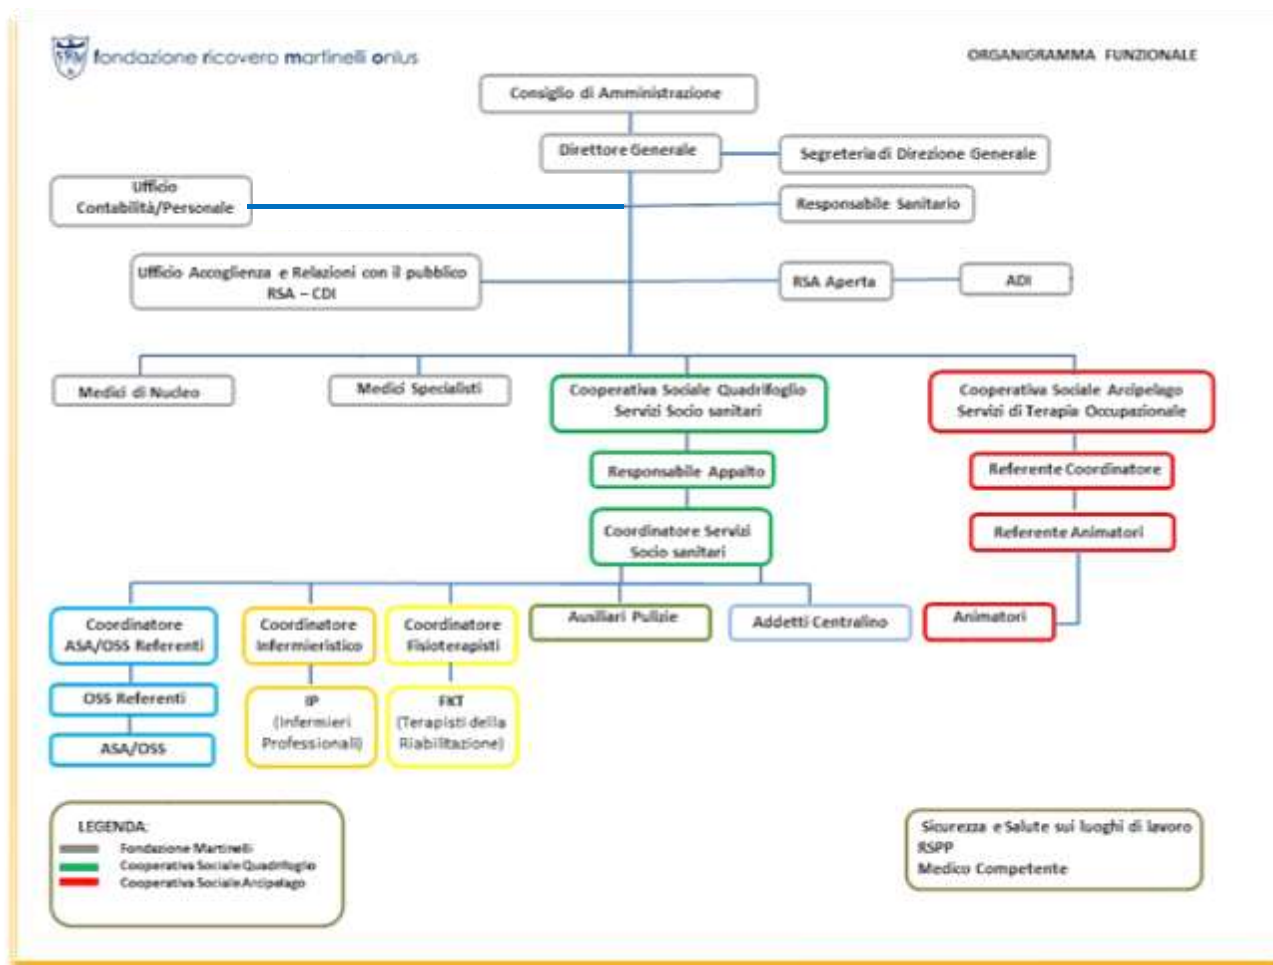 fondazione ricovero martinelli onlus
ORGANIGRAMMA FUNZIONALE
Consiglio di Amministrazione
Direttore Generale
Segreteria di Direzione Generale
Ufficio
Contabilità/Personale
Responsabile Sanitario
Ufficio Accoglienza e Relazioni con il pubblico
RSA – CDI
RSA Aperta
ADI
Medici di Nucleo
Medici Specialisti
Cooperativa Sociale Quadrifoglio
Servizi Socio sanitari
Cooperativa Sociale Arcipelago
Servizi di Terapia Occupazionale
Responsabile Appalto
Referente Coordinatore
Coordinatore Servizi
Socio sanitari
Referente Animatori
Coordinatore
ASA/OSS Referenti
Coordinatore
Infermieristico
Coordinatore
Fisioterapisti
Ausiliari Pulizie
Addetti Centralino
Animatori
OSS Referenti
ASA/OSS
IP
(Infermieri
Professionali)
FKT
(Terapisti della
Riabilitazione)
LEGENDA:
Fondazione Martinelli
Cooperativa Sociale Quadrifoglio
Cooperativa Sociale Arcipelago
Sicurezza e Salute sui luoghi di lavoro
RSPP
Medico Competente